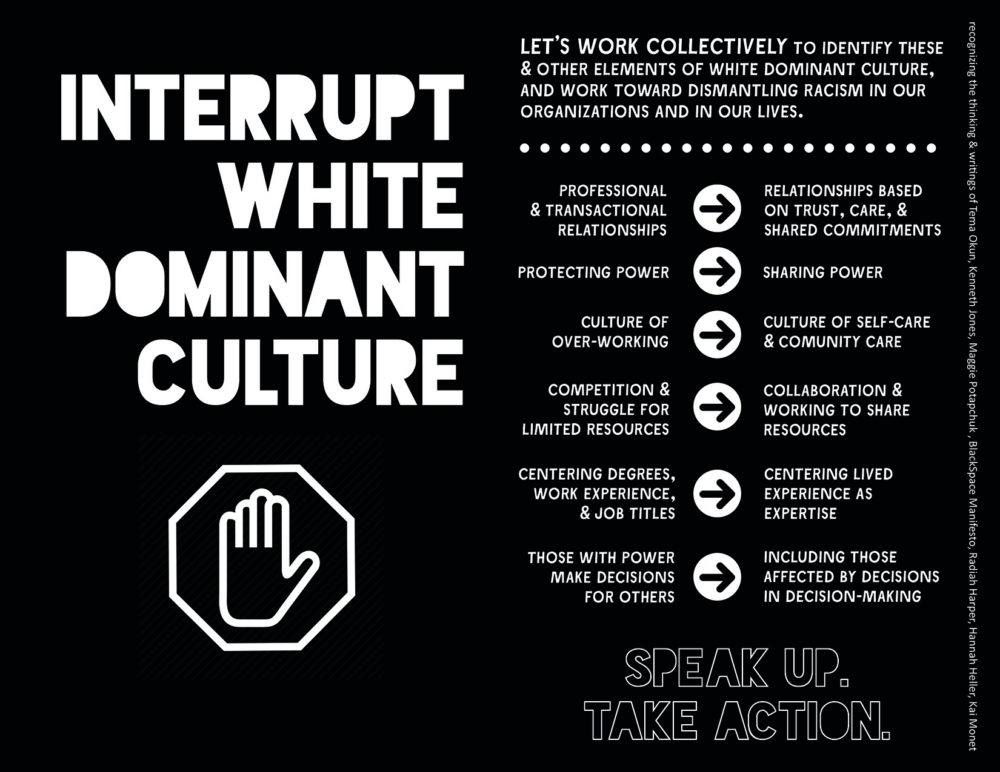 INTERRUPT
WHITE
DOMINANT
CULTURE
LET'S WORK COLLECTIVELY TO IDENTIFY THESE
& OTHER ELEMENTS OF WHITE DOMINANT CULTURE,
AND WORK TOWARD DISMANTLING RACISM IN OUR
ORGANIZATIONS AND IN OUR LIVES.
PROFESSIONAL
& TRANSACTIONAL
RELATIONSHIPS
RELATIONSHIPS BASED
ON TRUST, CARE, &
SHARED COMMITMENTS
PROTECTING POWER
SHARING POWER
CULTURE OF
OVER-WORKING
CULTURE OF SELF-CARE
& COMUNITY CARE
COMPETITION &
STRUGGLE FOR
LIMITED RESOURCES
COLLABORATION &
WORKING TO SHARE
RESOURCES
CENTERING DEGREES,
WORK EXPERIENCE,
& JOB TITLES
CENTERING LIVED
EXPERIENCE AS
EXPERTISE
THOSE WITH POWER
MAKE DECISIONS
FOR OTHERS
INCLUDING THOSE
AFFECTED BY DECISIONS
IN DECISION-MAKING
SPEAK UP.
TAKE ACTION.
recognizing the thinking & writings of Tema Okun, Kenneth Jones, Maggie Potapchuk , BlackSpace Manifesto, Radiah Harper, Hannah Heller, Kai Monet